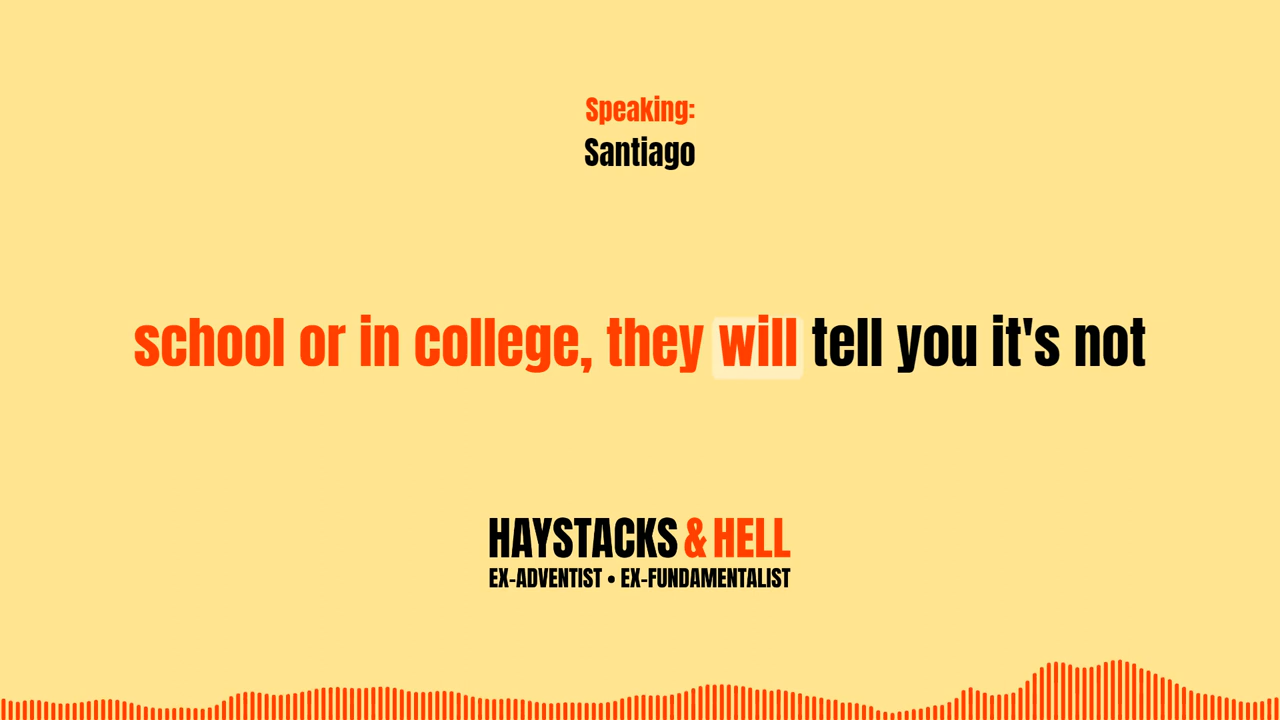 Speaking:
Santiago
school or in college, they will tell you it's not
HAYSTACKS & HELL
EX-ADVENTIST • EX-FUNDAMENTALIST